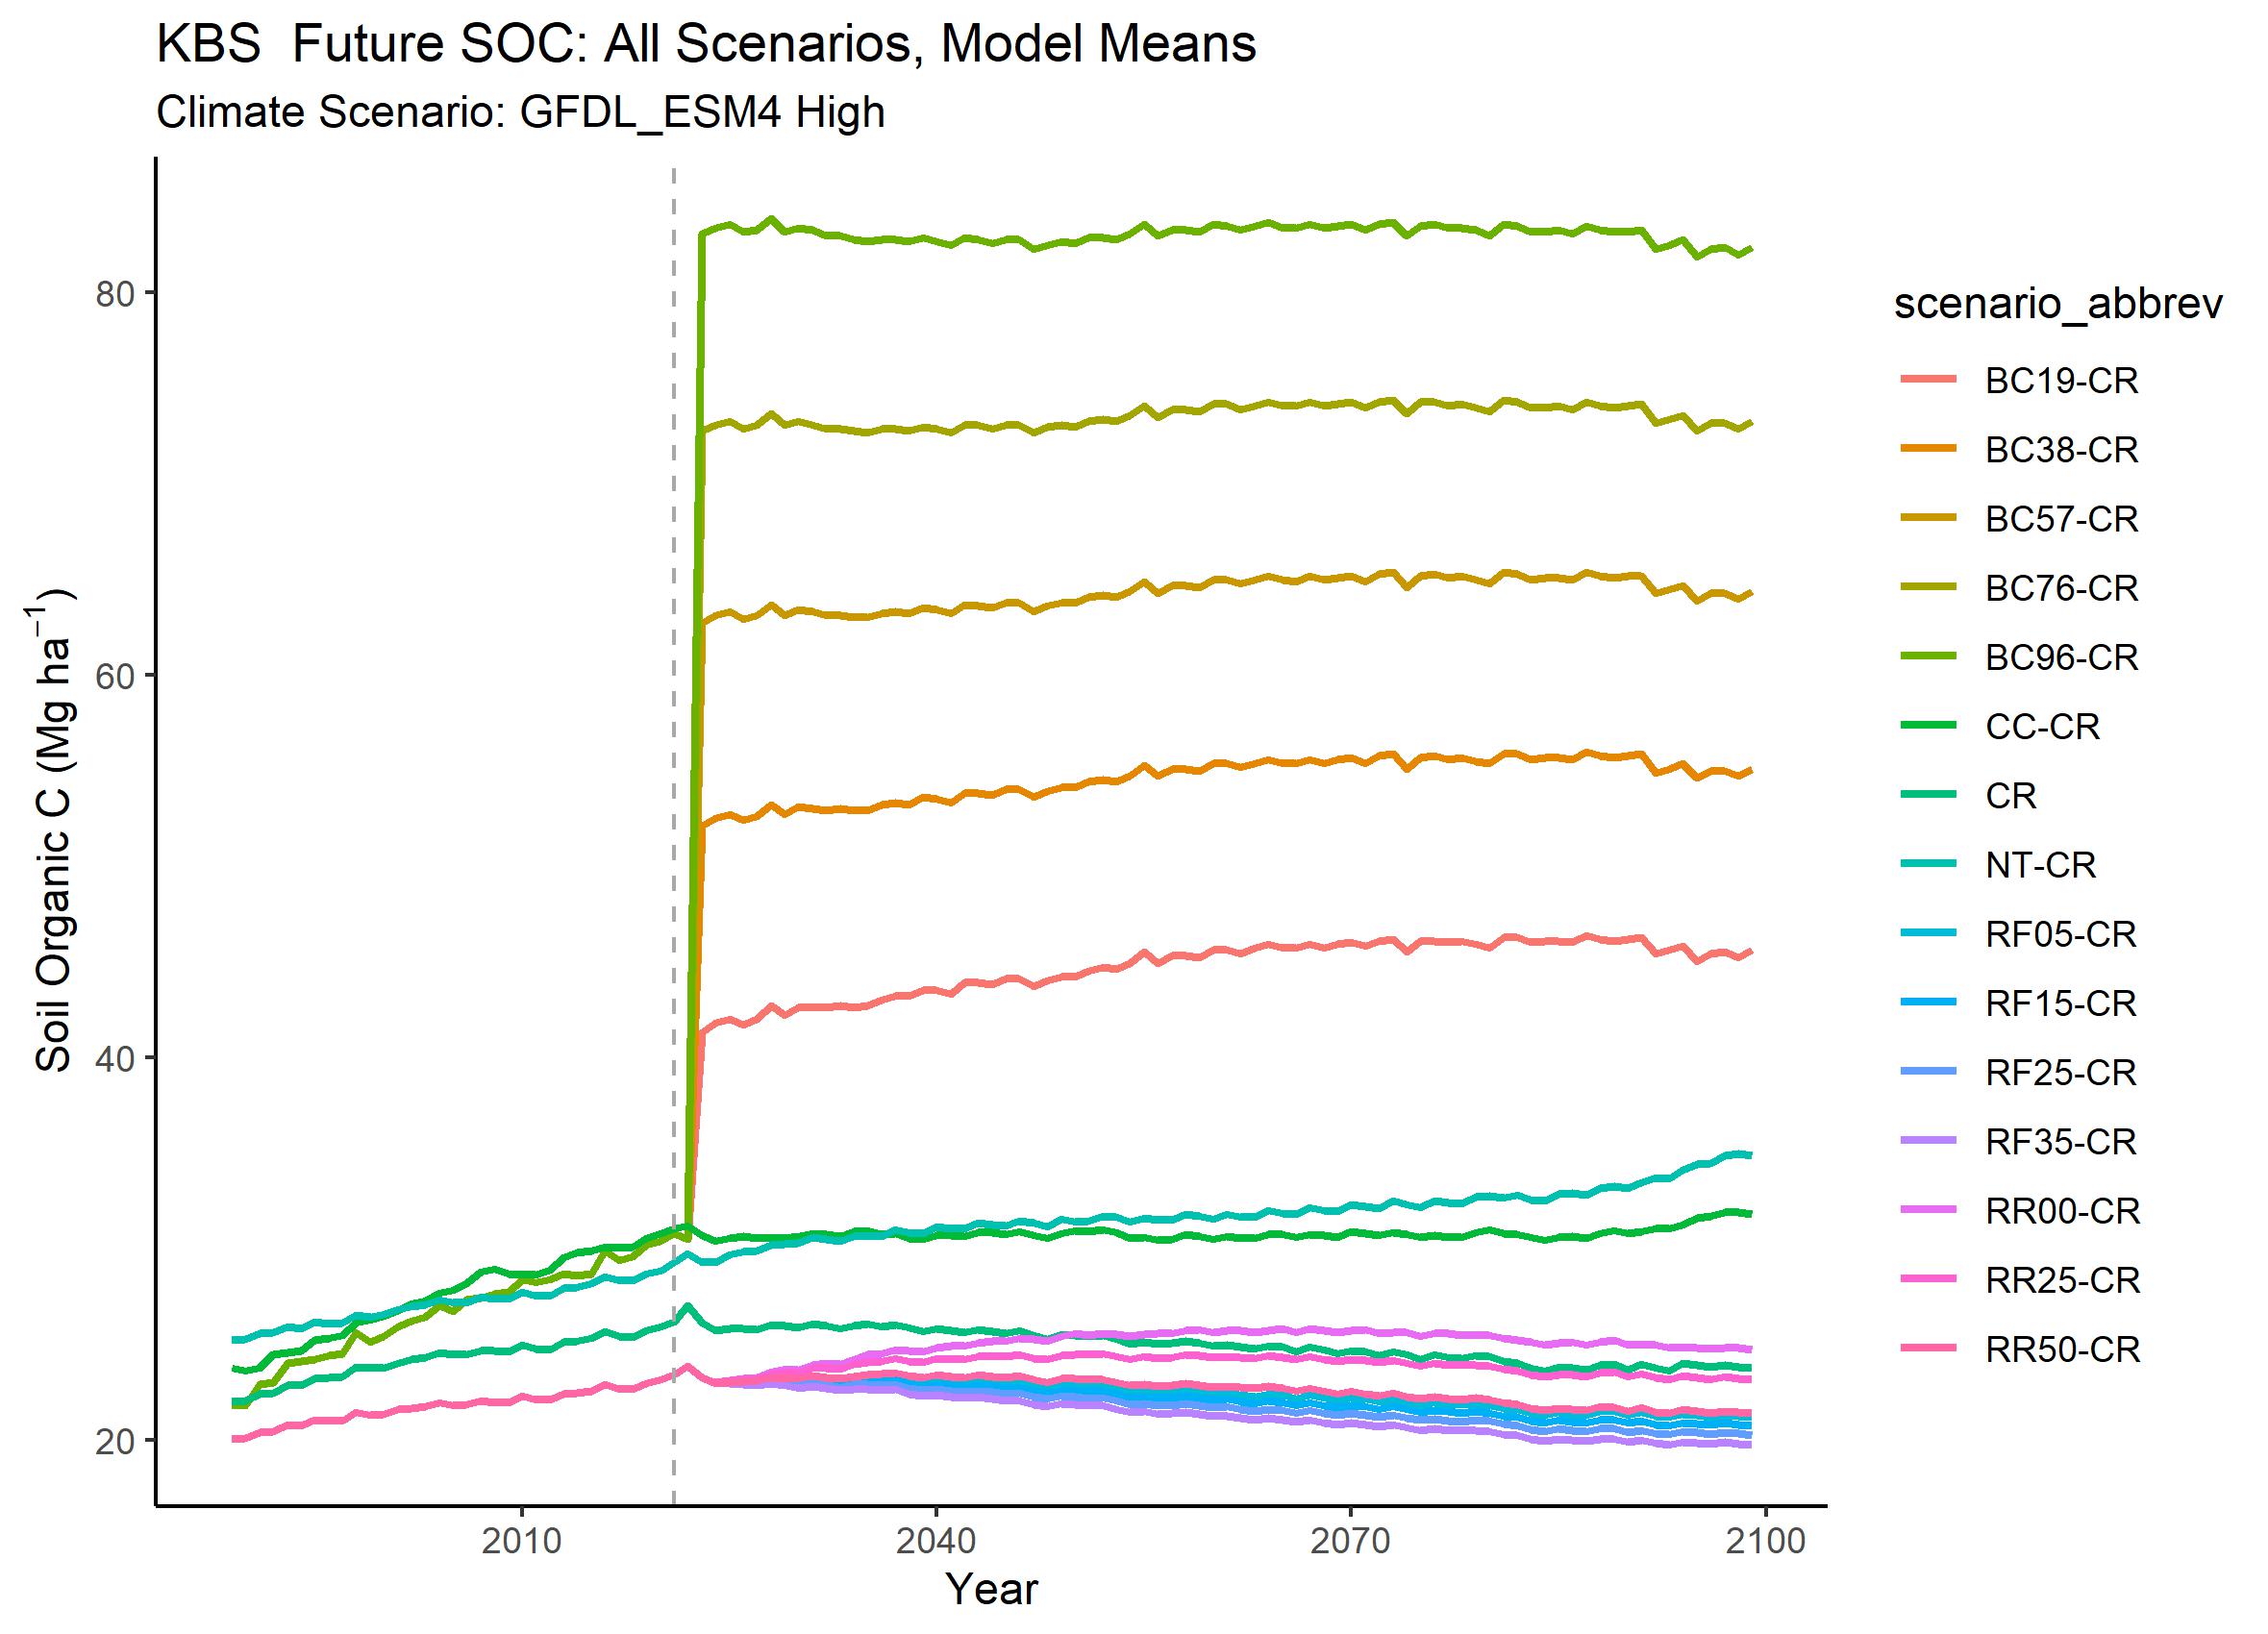 KBS  Future SOC: All Scenarios, Model Means
Climate Scenario: GFDL_ESM4 High
Soil Organic C (Mg ha⁻¹)
80
60
40
20
2010
2040
2070
2100
Year
scenario_abbrev
BC19-CR
BC38-CR
BC57-CR
BC76-CR
BC96-CR
CC-CR
CR
NT-CR
RF05-CR
RF15-CR
RF25-CR
RF35-CR
RR00-CR
RR25-CR
RR50-CR